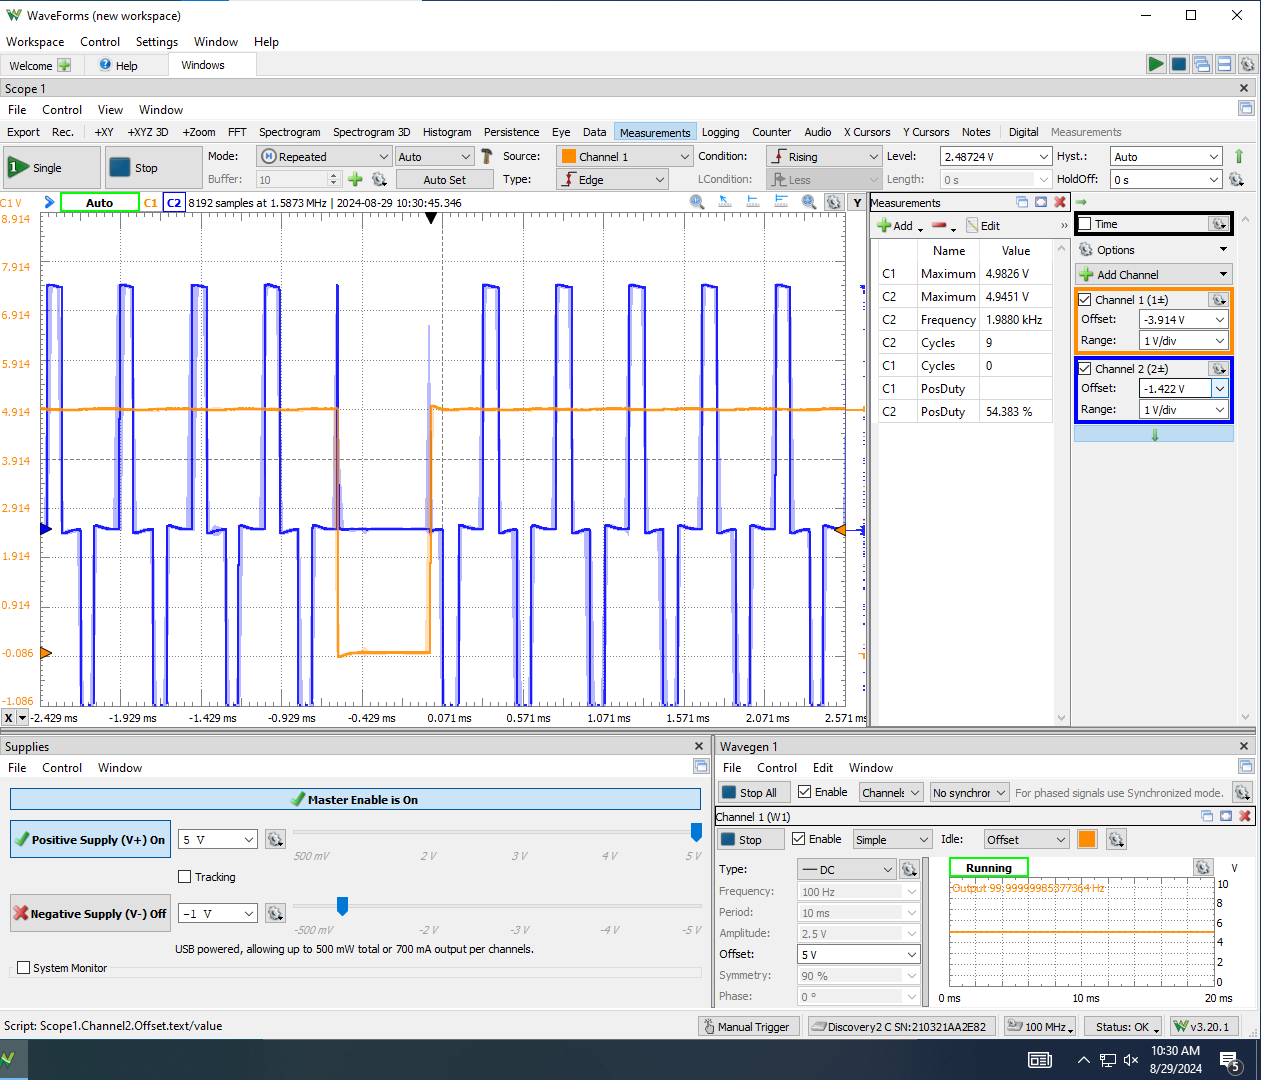 WaveForms (new workspace)
Workspace Control Settings Window Help
Welcome Help Windows
Scope 1
File Control View Window
Export Rec. +XY +XYZ 3D +Zoom FFT Spectrogram Spectrogram 3D Histogram Persistence Eye Data Measurements Logging Counter Audio X Cursors Y Cursors Notes Digital Measurements
1 Single Stop Mode: Repeated Auto Source: Channel 1 Condition: Rising Level: 2.48724 V Hyst.: Auto
Buffer: 10 Auto Set Type: Edge LCondition: Less Length: 0 s HoldOff: 0 s
C1 V Auto C1 C2 8192 samples at 1.5873 MHz | 2024-08-29 10:30:45.346 Y
8.914
7.914
6.914
5.914
4.914
3.914
2.914
1.914
0.914
-0.086
-1.086
X -2.429 ms -1.929 ms -1.429 ms -0.929 ms -0.429 ms 0.071 ms 0.571 ms 1.071 ms 1.571 ms 2.071 ms 2.571 ms
Measurements
Add Edit »
Name Value
C1 Maximum 4.9826 V
C2 Maximum 4.9451 V
C2 Frequency 1.9880 kHz
C2 Cycles 9
C1 Cycles 0
C1 PosDuty
C2 PosDuty 54.383 %
Time
Options
Add Channel
Channel 1 (1±)
Offset: -3.914 V
Range: 1 V/div
Channel 2 (2±)
Offset: -1.422 V
Range: 1 V/div
Supplies
File Control Window
Master Enable is On
Positive Supply (V+) On 5 V
500 mV 2 V 3 V 4 V 5 V
Tracking
Negative Supply (V-) Off -1 V
-500 mV -2 V -3 V -4 V -5 V
USB powered, allowing up to 500 mW total or 700 mA output per channels.
System Monitor
Wavegen 1
File Control Edit Window
Stop All Enable Channels No synchror For phased signals use Synchronized mode.
Channel 1 (W1)
Stop Enable Simple Idle: Offset
Type: DC
Frequency: 100 Hz
Period: 10 ms
Amplitude: 2.5 V
Offset: 5 V
Symmetry: 90 %
Phase: 0 °
Running V
Output 99.99999985377364 Hz
10
8
6
4
2
0
0 ms 10 ms 20 ms
Script: Scope1.Channel2.Offset.text/value Manual Trigger Discovery2 C SN:210321AA2E82 100 MHz Status: OK v3.20.1
10:30 AM
8/29/2024
5